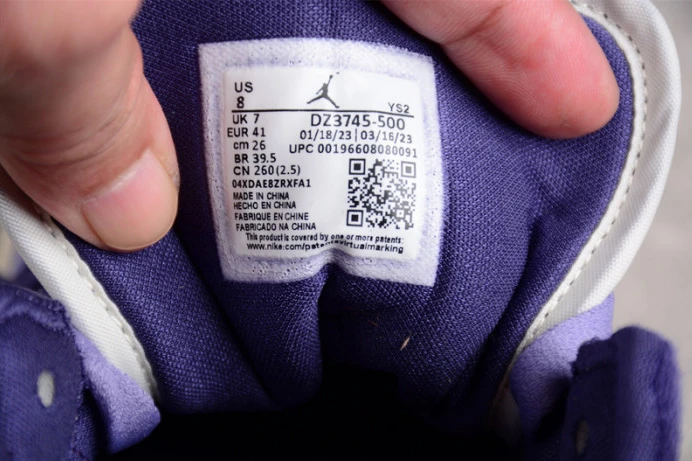 US
8
YS2
UK 7
DZ3745-500
EUR 41
01/18/23 | 03/16/23
cm 26
UPC 00196608080091
BR 39.5
CN 260 (2.5)
04XDAE8ZRXFA1
MADE IN CHINA
HECHO EN CHINA
FABRIQUE EN CHINE
FABRICADO NA CHINA
This product is covered by one or more patents:
www.nike.com/patentsvirtualmarking